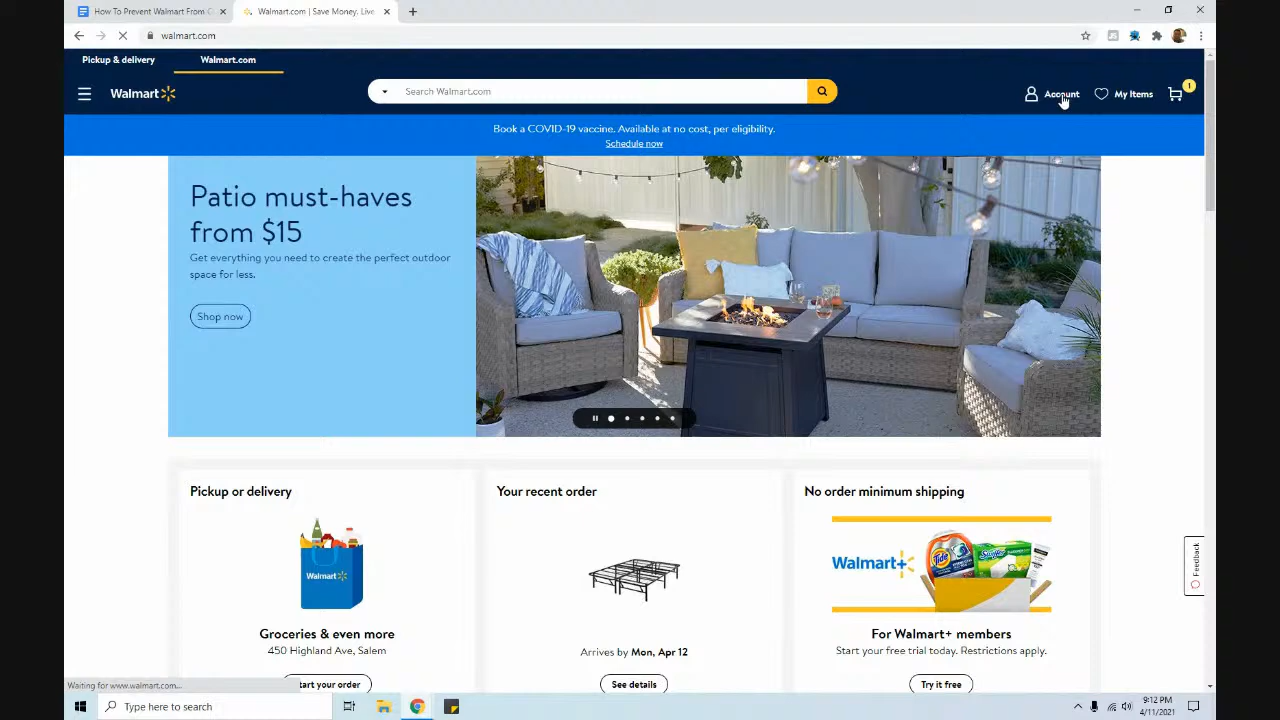 How To Prevent Walmart From C
Walmart.com | Save Money. Live
walmart.com
Pickup & delivery
Walmart.com
Walmart
Search Walmart.com
Account
My Items
1
Book a COVID-19 vaccine. Available at no cost, per eligibility.
Schedule now
Patio must-haves
from $15
Get everything you need to create the perfect outdoor
space for less.
Shop now
Pickup or delivery
Your recent order
No order minimum shipping
Walmart
Walmart+
Tide
Swiffer
Groceries & even more
450 Highland Ave, Salem
Arrives by Mon, Apr 12
For Walmart+ members
Start your free trial today. Restrictions apply.
tart your order
See details
Try it free
Feedback
Waiting for www.walmart.com...
Type here to search
9:12 PM
4/11/2021